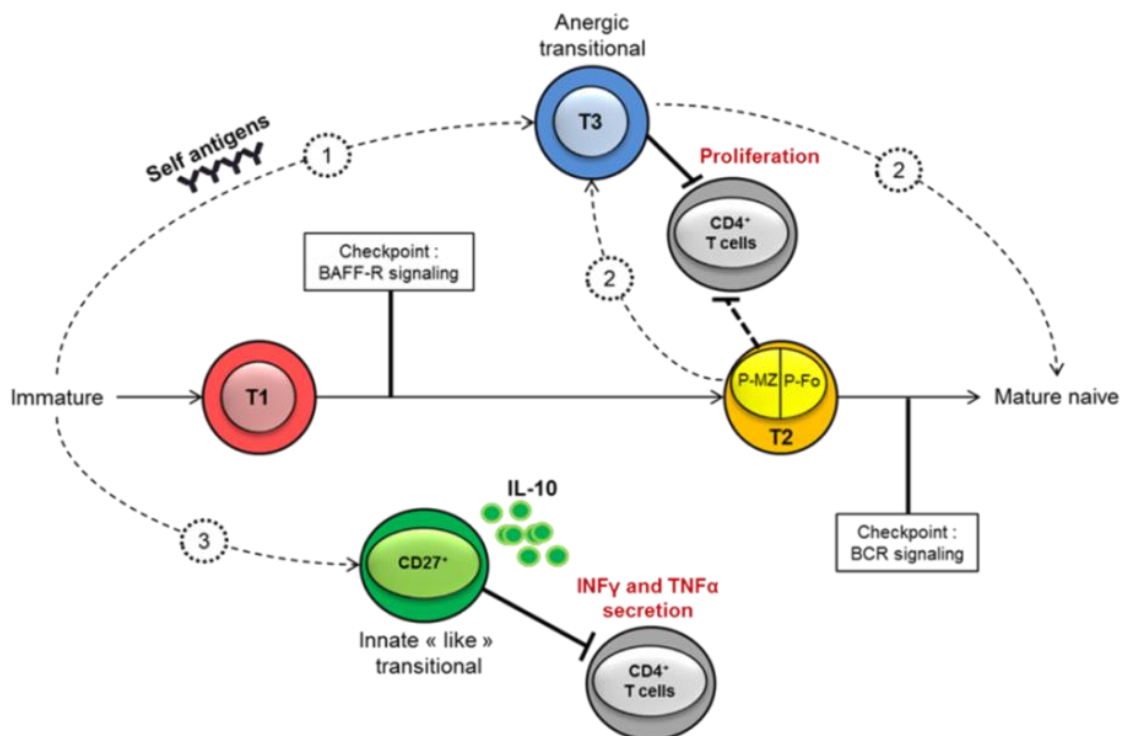 Anergic
transitional
T3
Self antigens
1
Proliferation
2
CD4⁺
T cells
Checkpoint :
BAFF-R signaling
2
Immature
T1
P-MZ
P-Fo
T2
Mature naive
IL-10
3
CD27⁺
Checkpoint :
BCR signaling
INFγ and TNFα
secretion
Innate « like »
transitional
CD4⁺
T cells